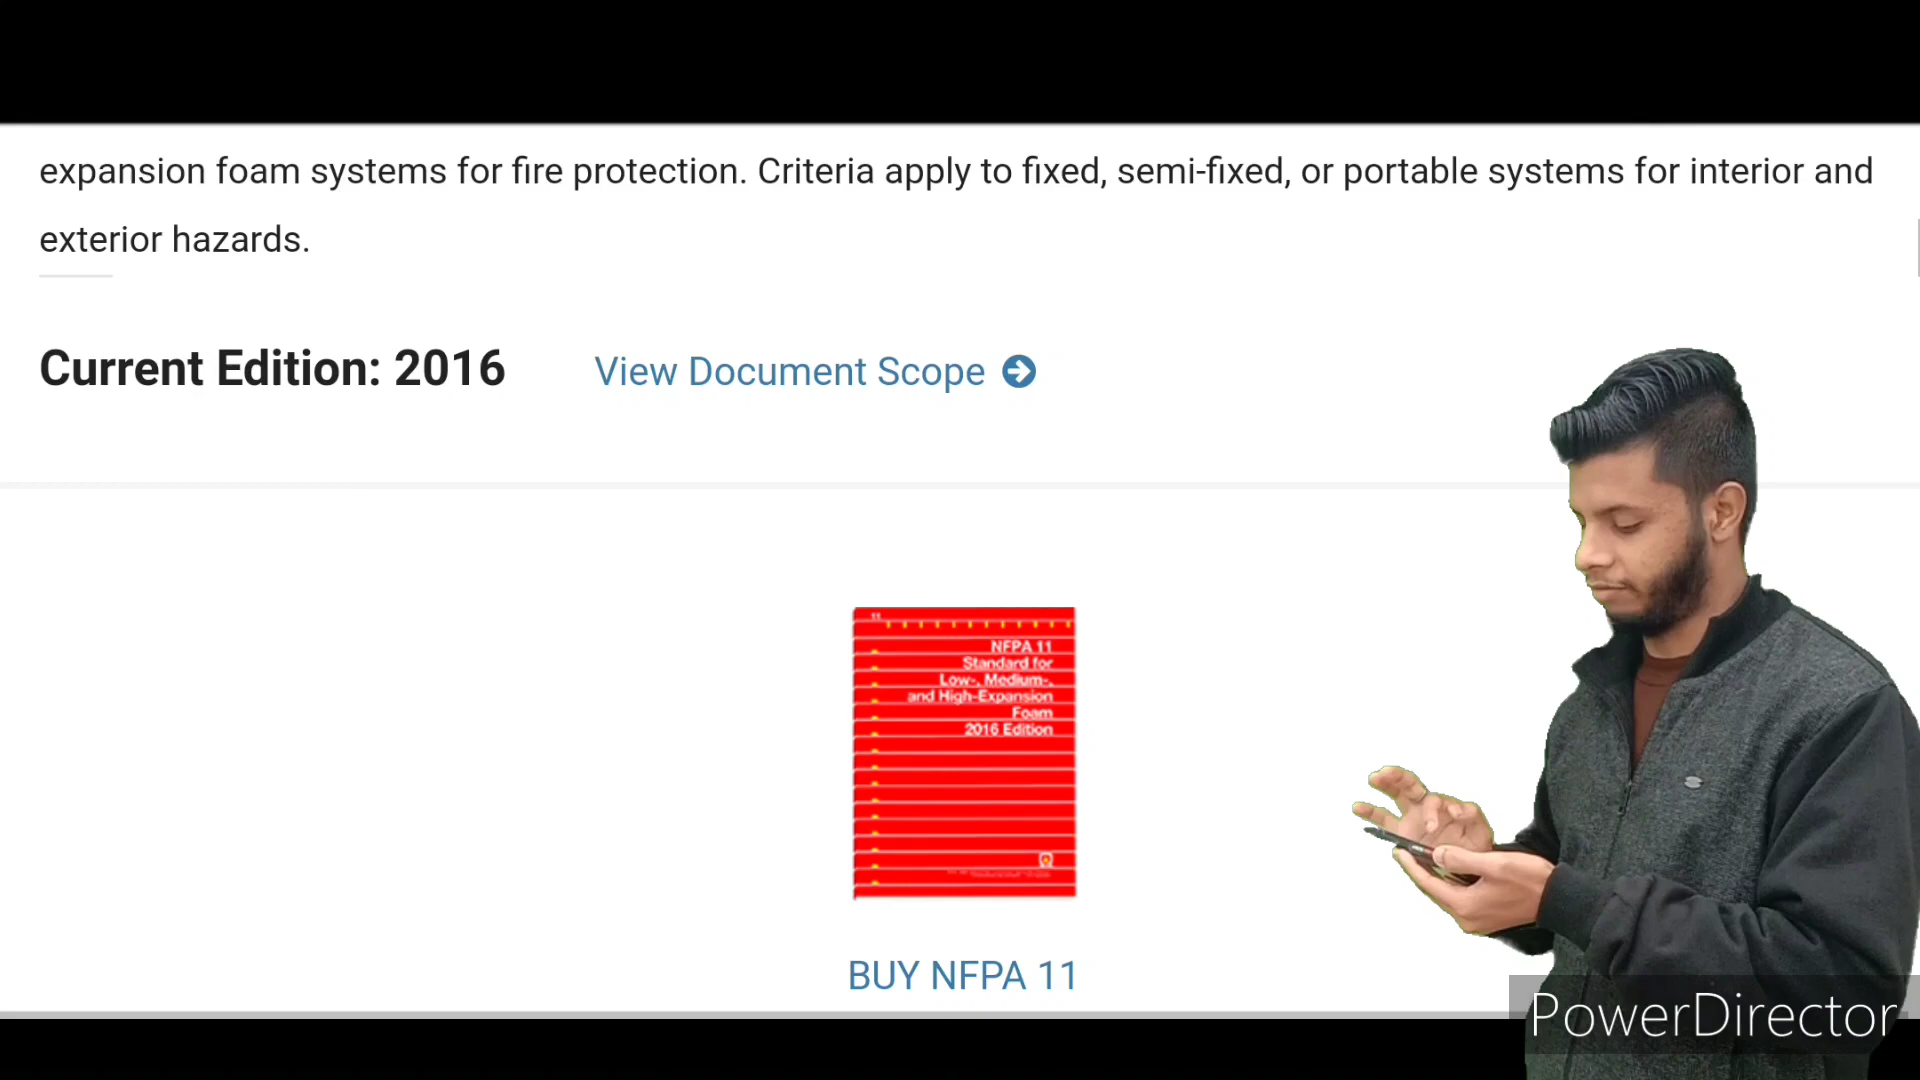 expansion foam systems for fire protection. Criteria apply to fixed, semi-fixed, or portable systems for interior and
exterior hazards.
Current Edition: 2016
View Document Scope
11
NFPA 11
Standard for
Low-, Medium-,
and High-Expansion
Foam
2016 Edition
BUY NFPA 11
PowerDirector